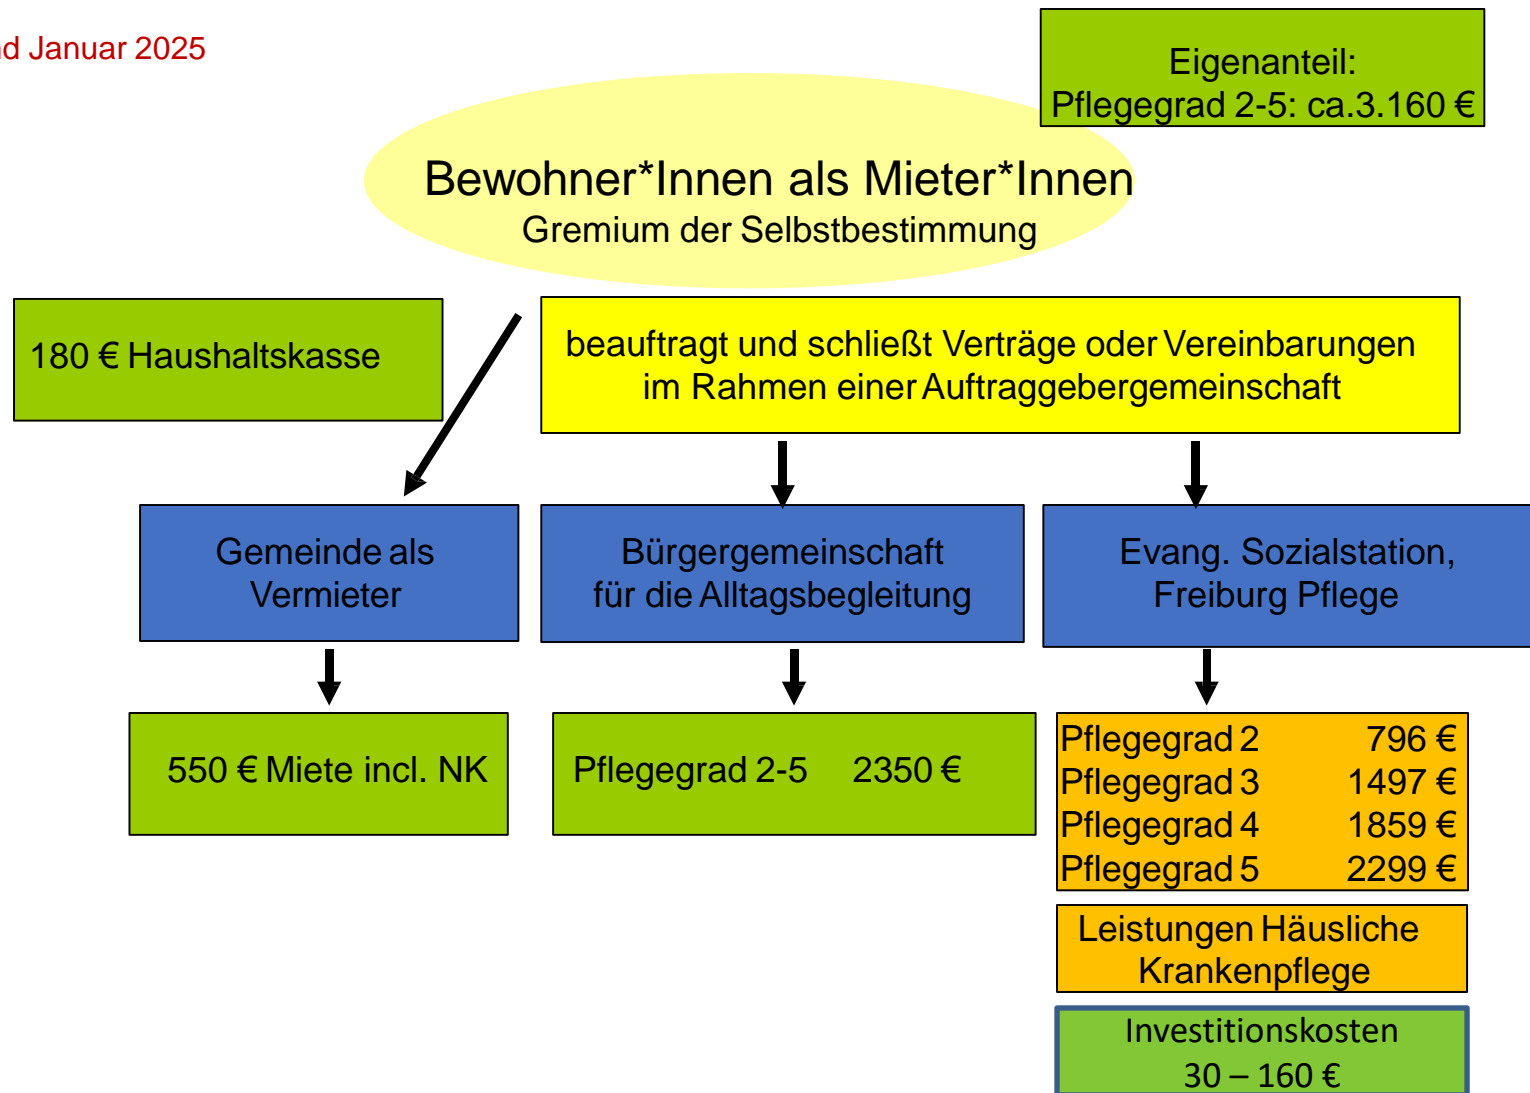 nd Januar 2025
Eigenanteil:
Pflegegrad 2-5: ca.3.160 €
Bewohner*Innen als Mieter*Innen
Gremium der Selbstbestimmung
180 € Haushaltskasse
beauftragt und schließt Verträge oder Vereinbarungen
im Rahmen einer Auftraggebergemeinschaft
Gemeinde als
Vermieter
Bürgergemeinschaft
für die Alltagsbegleitung
Evang. Sozialstation,
Freiburg Pflege
550 € Miete incl. NK
Pflegegrad 2-5 2350 €
Pflegegrad 2 796 €
Pflegegrad 3 1497 €
Pflegegrad 4 1859 €
Pflegegrad 5 2299 €
Leistungen Häusliche
Krankenpflege
Investitionskosten
30 – 160 €